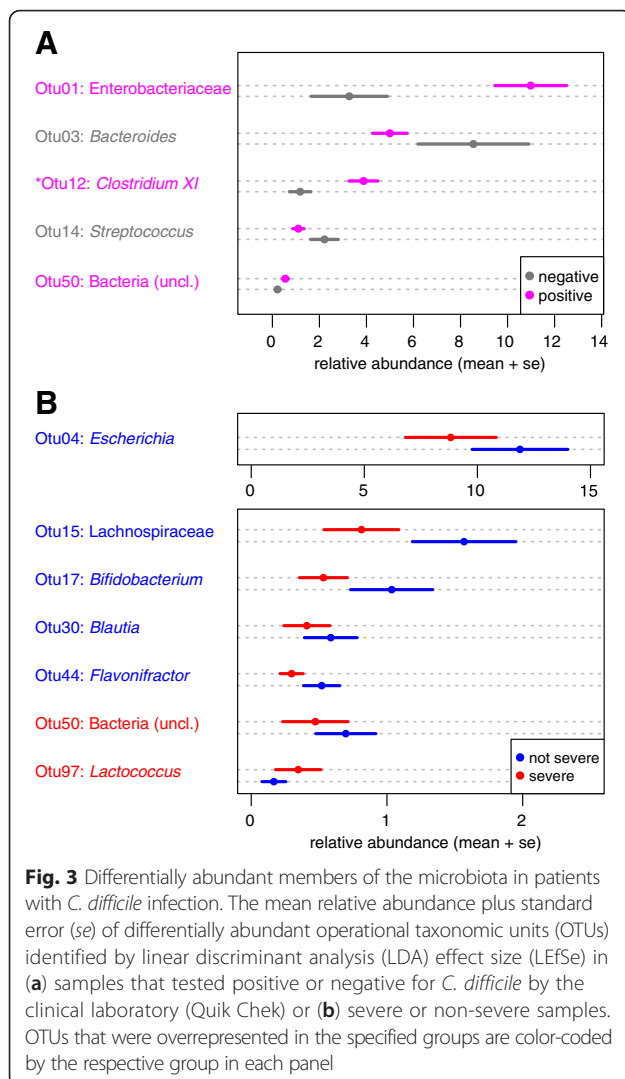 A
Otu01: Enterobacteriaceae
Otu03: Bacteroides
*Otu12: Clostridium XI
Otu14: Streptococcus
Otu50: Bacteria (uncl.)
negative
positive
0 2 4 6 8 10 12 14
relative abundance (mean + se)
B
Otu04: Escherichia
0 5 10 15
Otu15: Lachnospiraceae
Otu17: Bifidobacterium
Otu30: Blautia
Otu44: Flavonifractor
Otu50: Bacteria (uncl.)
Otu97: Lactococcus
not severe
severe
0 1 2
relative abundance (mean + se)
Fig. 3 Differentially abundant members of the microbiota in patients
with C. difficile infection. The mean relative abundance plus standard
error (se) of differentially abundant operational taxonomic units (OTUs)
identified by linear discriminant analysis (LDA) effect size (LEfSe) in
(a) samples that tested positive or negative for C. difficile by the
clinical laboratory (Quik Chek) or (b) severe or non-severe samples.
OTUs that were overrepresented in the specified groups are color-coded
by the respective group in each panel